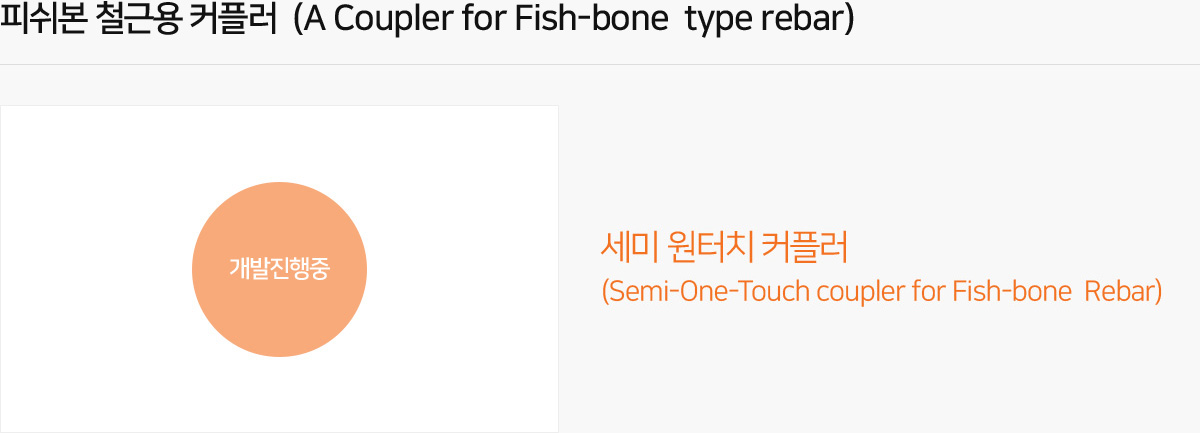 피쉬본 철근용 커플러 (A Coupler for Fish-bone type rebar)
개발진행중
세미 원터치 커플러
(Semi-One-Touch coupler for Fish-bone Rebar)